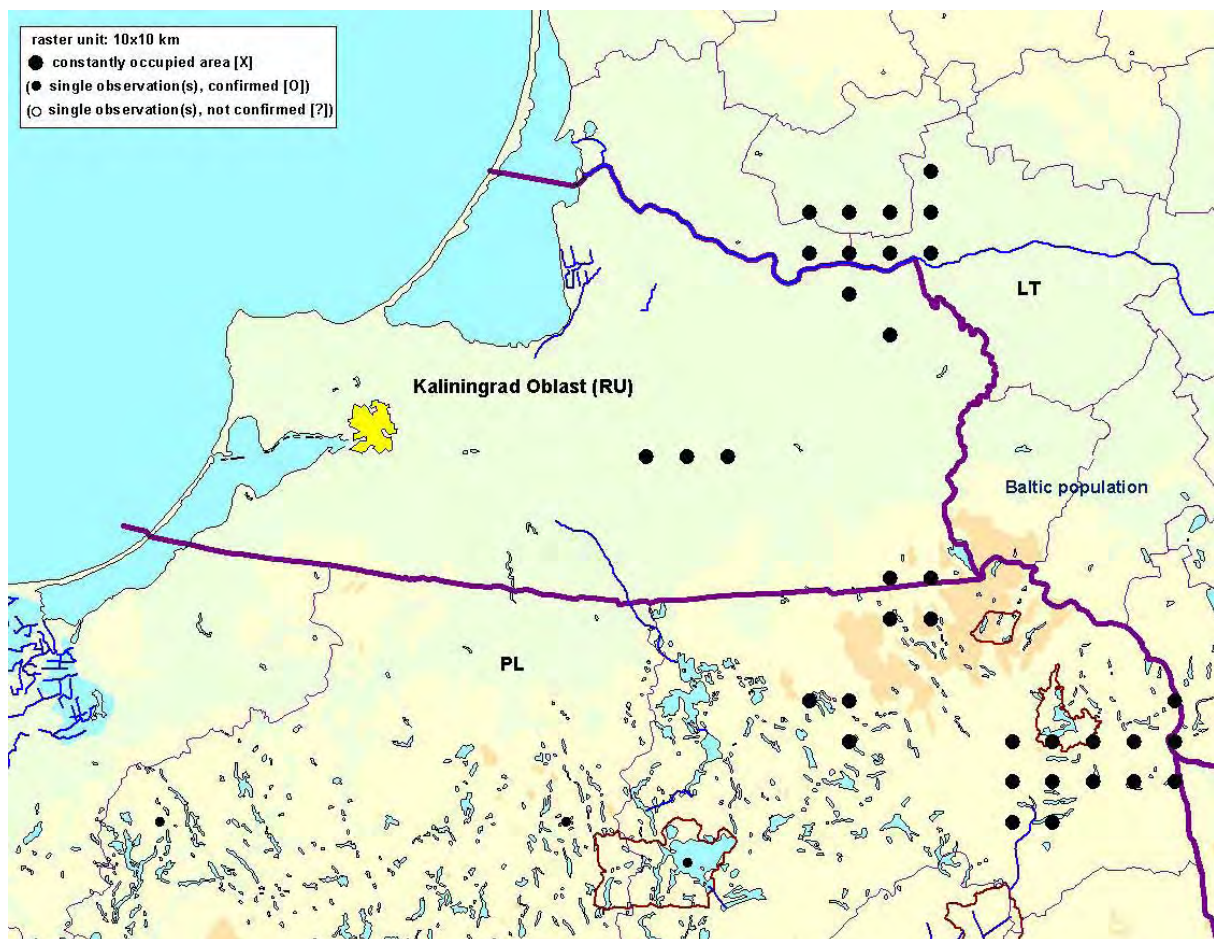 raster unit: 10x10 km
constantly occupied area [X]
( single observation(s), confirmed [O])
( single observation(s), not confirmed [?])
LT
Kaliningrad Oblast (RU)
Baltic population
PL